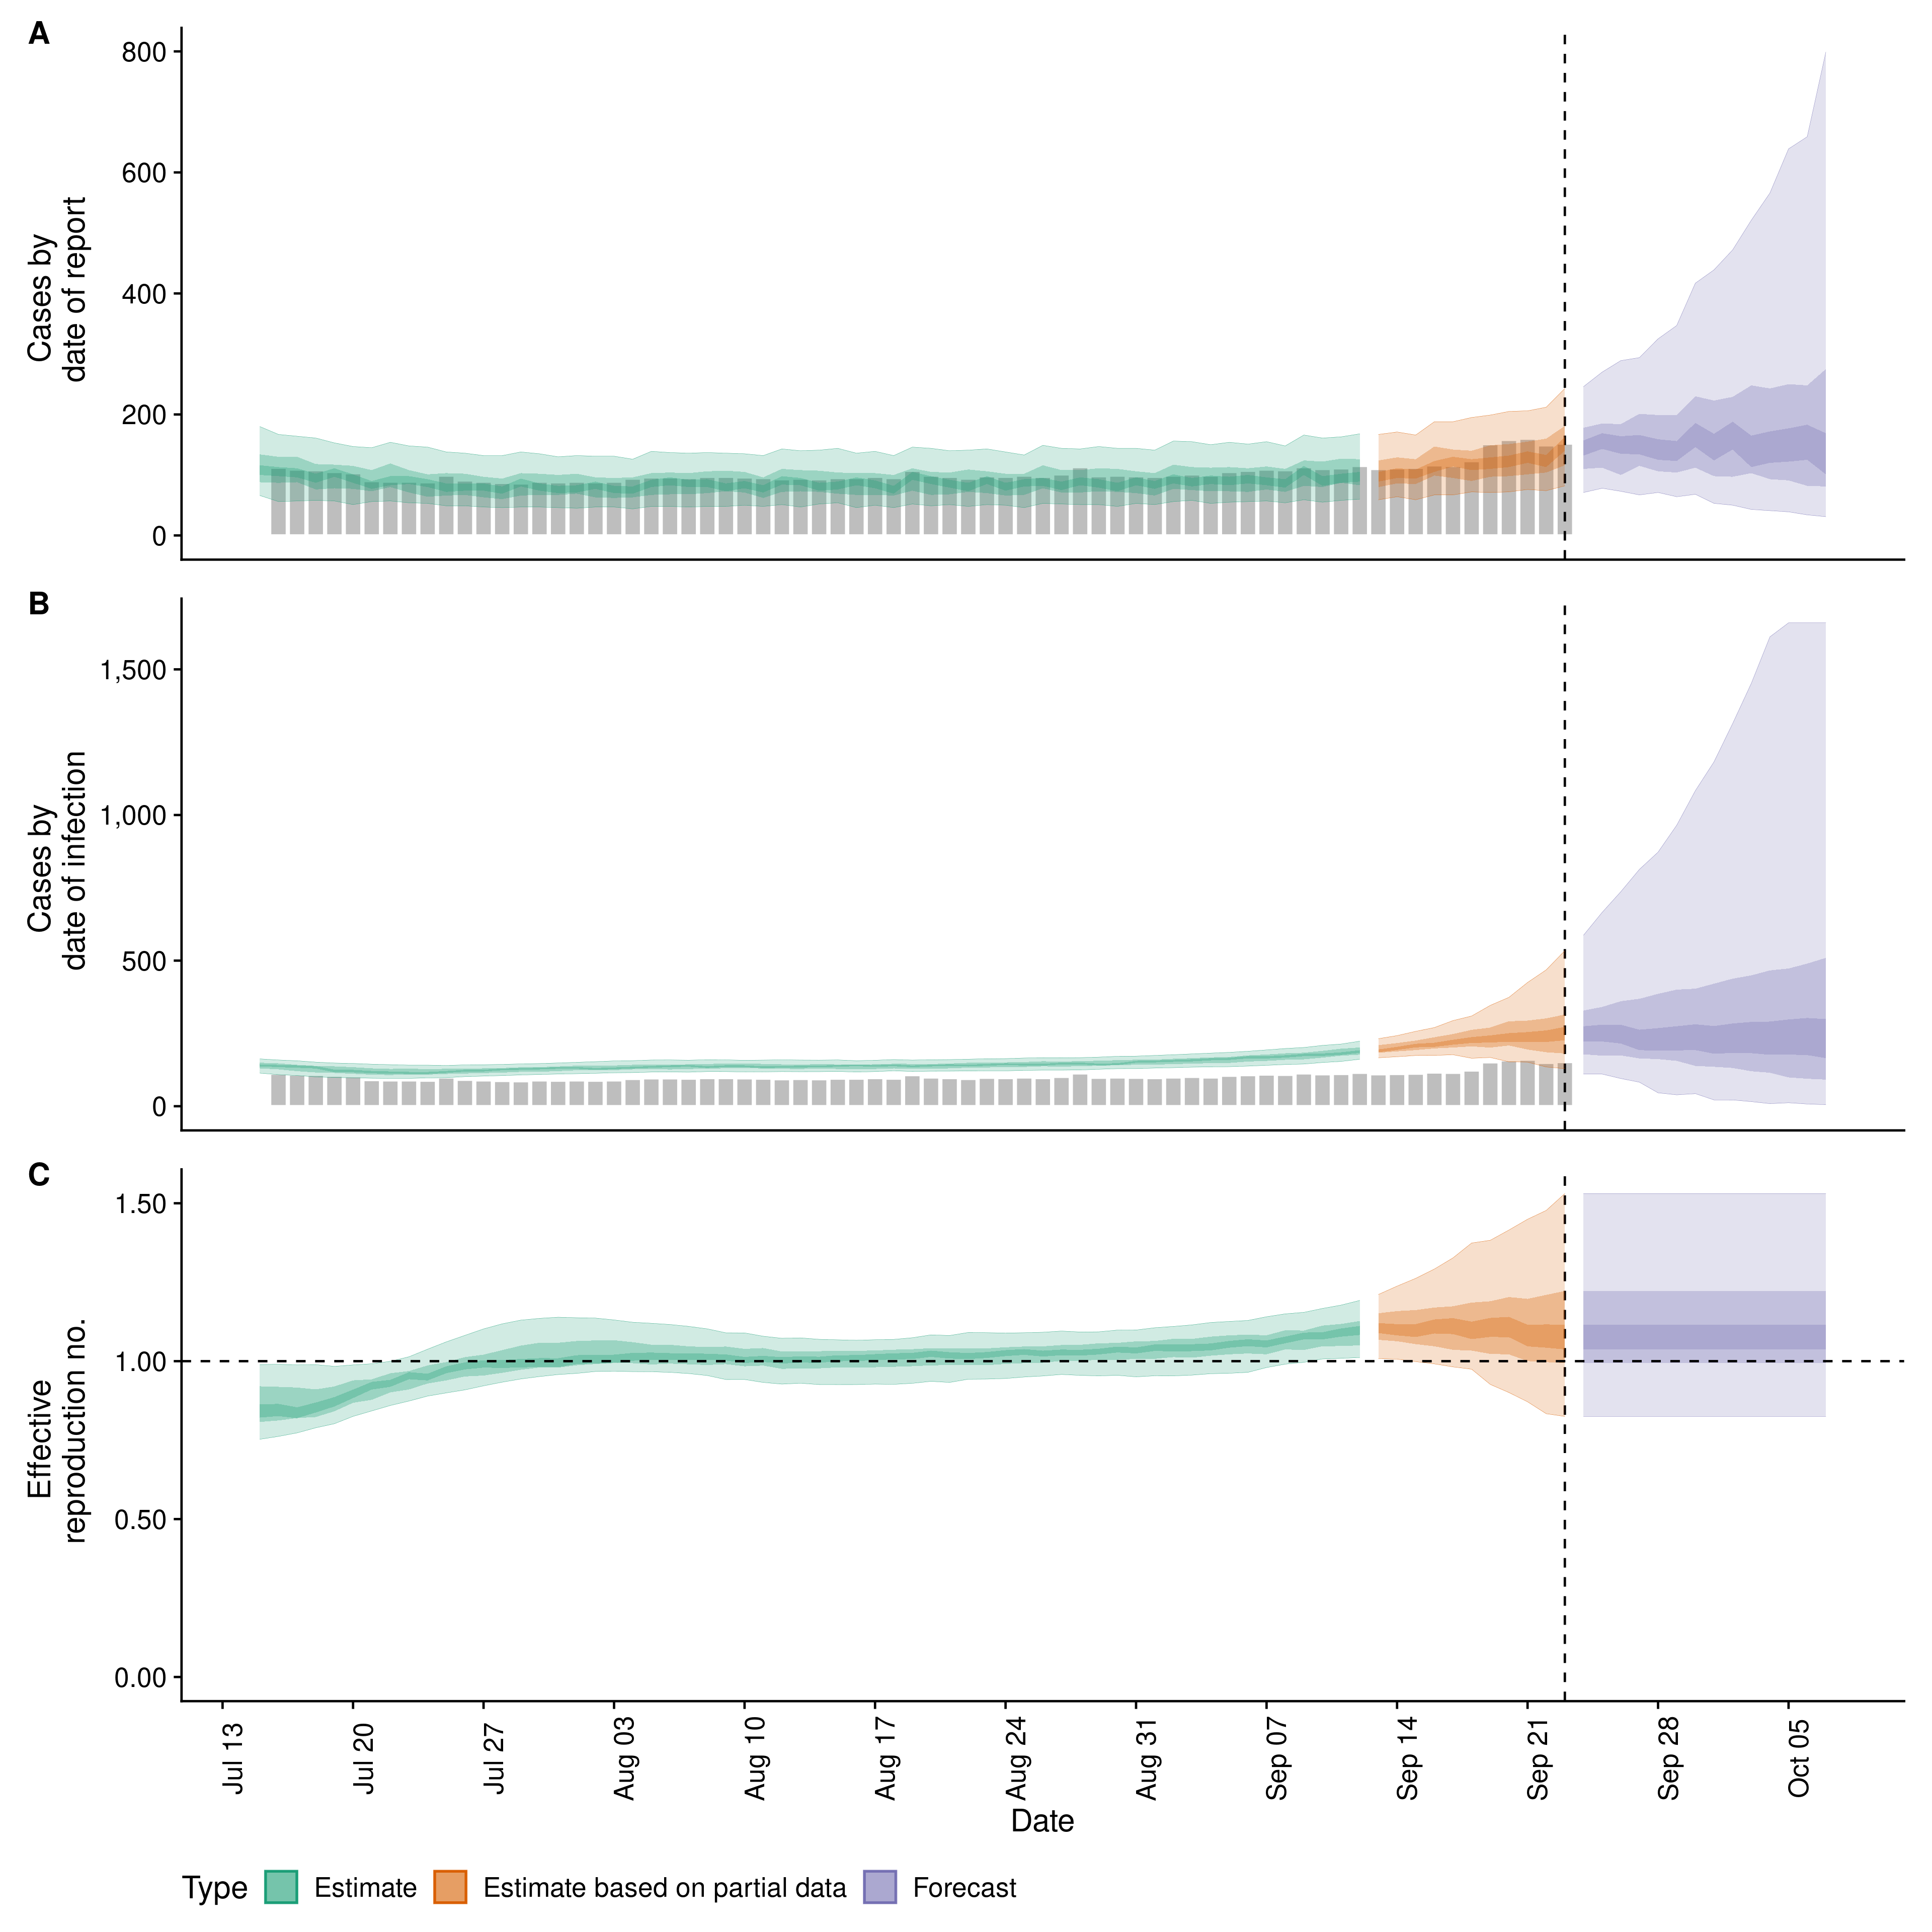 A
800
600
400
200
0
Cases by
date of report
B
1,500
1,000
500
0
Cases by
date of infection
C
1.50
1.00
0.50
0.00
Effective
reproduction no.
Jul 13
Jul 20
Jul 27
Aug 03
Aug 10
Aug 17
Aug 24
Aug 31
Sep 07
Sep 14
Sep 21
Sep 28
Oct 05
Date
Type Estimate Estimate based on partial data Forecast